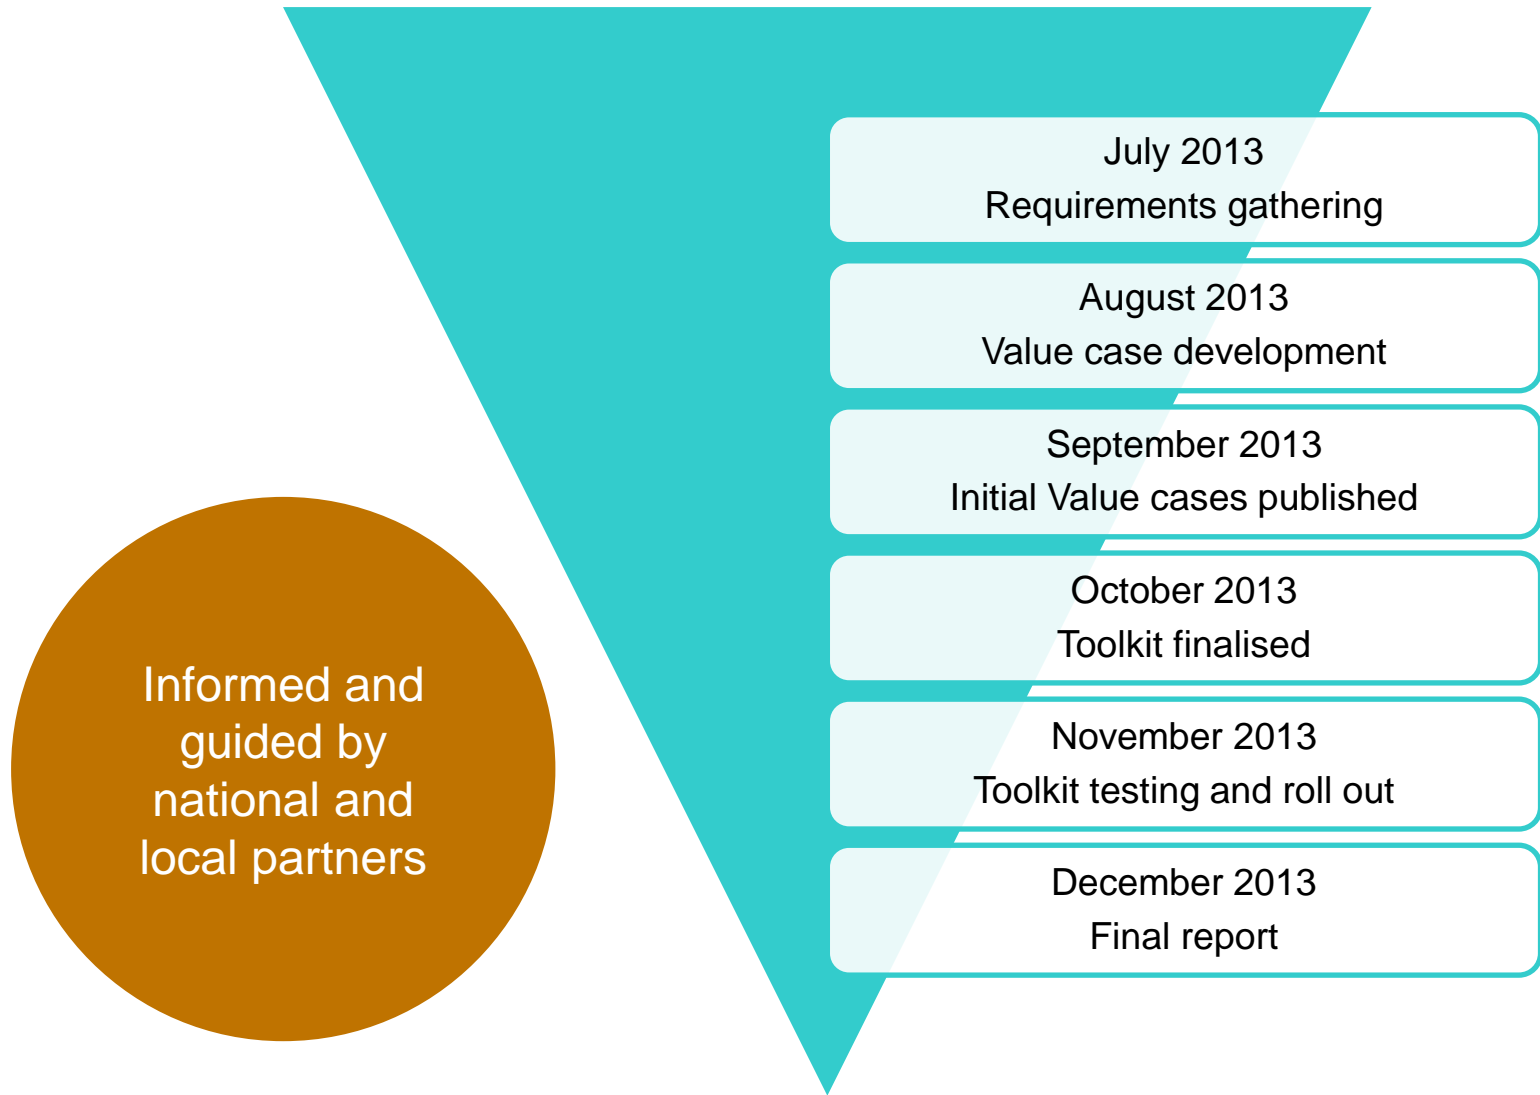 July 2013
Requirements gathering
August 2013
Value case development
September 2013
Initial Value cases published
October 2013
Toolkit finalised
November 2013
Toolkit testing and roll out
December 2013
Final report
Informed and
guided by
national and
local partners